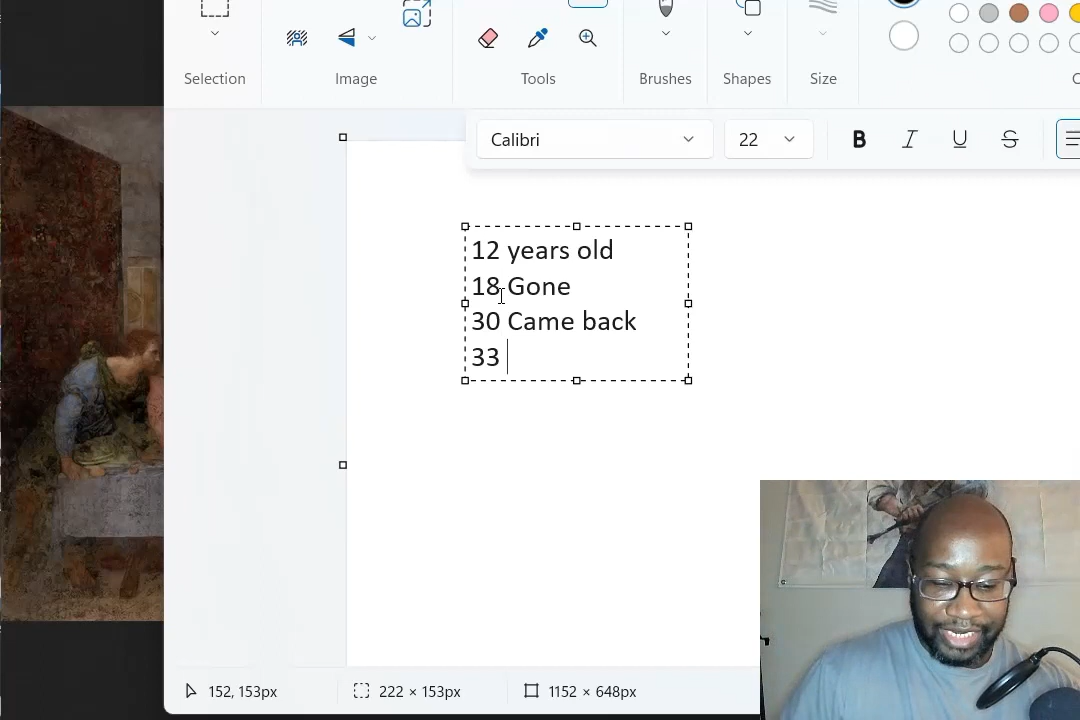 Selection
Image
Tools
Brushes
Shapes
Size
Calibri
22
B
I
U
S
12 years old
18 Gone
30 Came back
33
152, 153px
222 × 153px
1152 × 648px